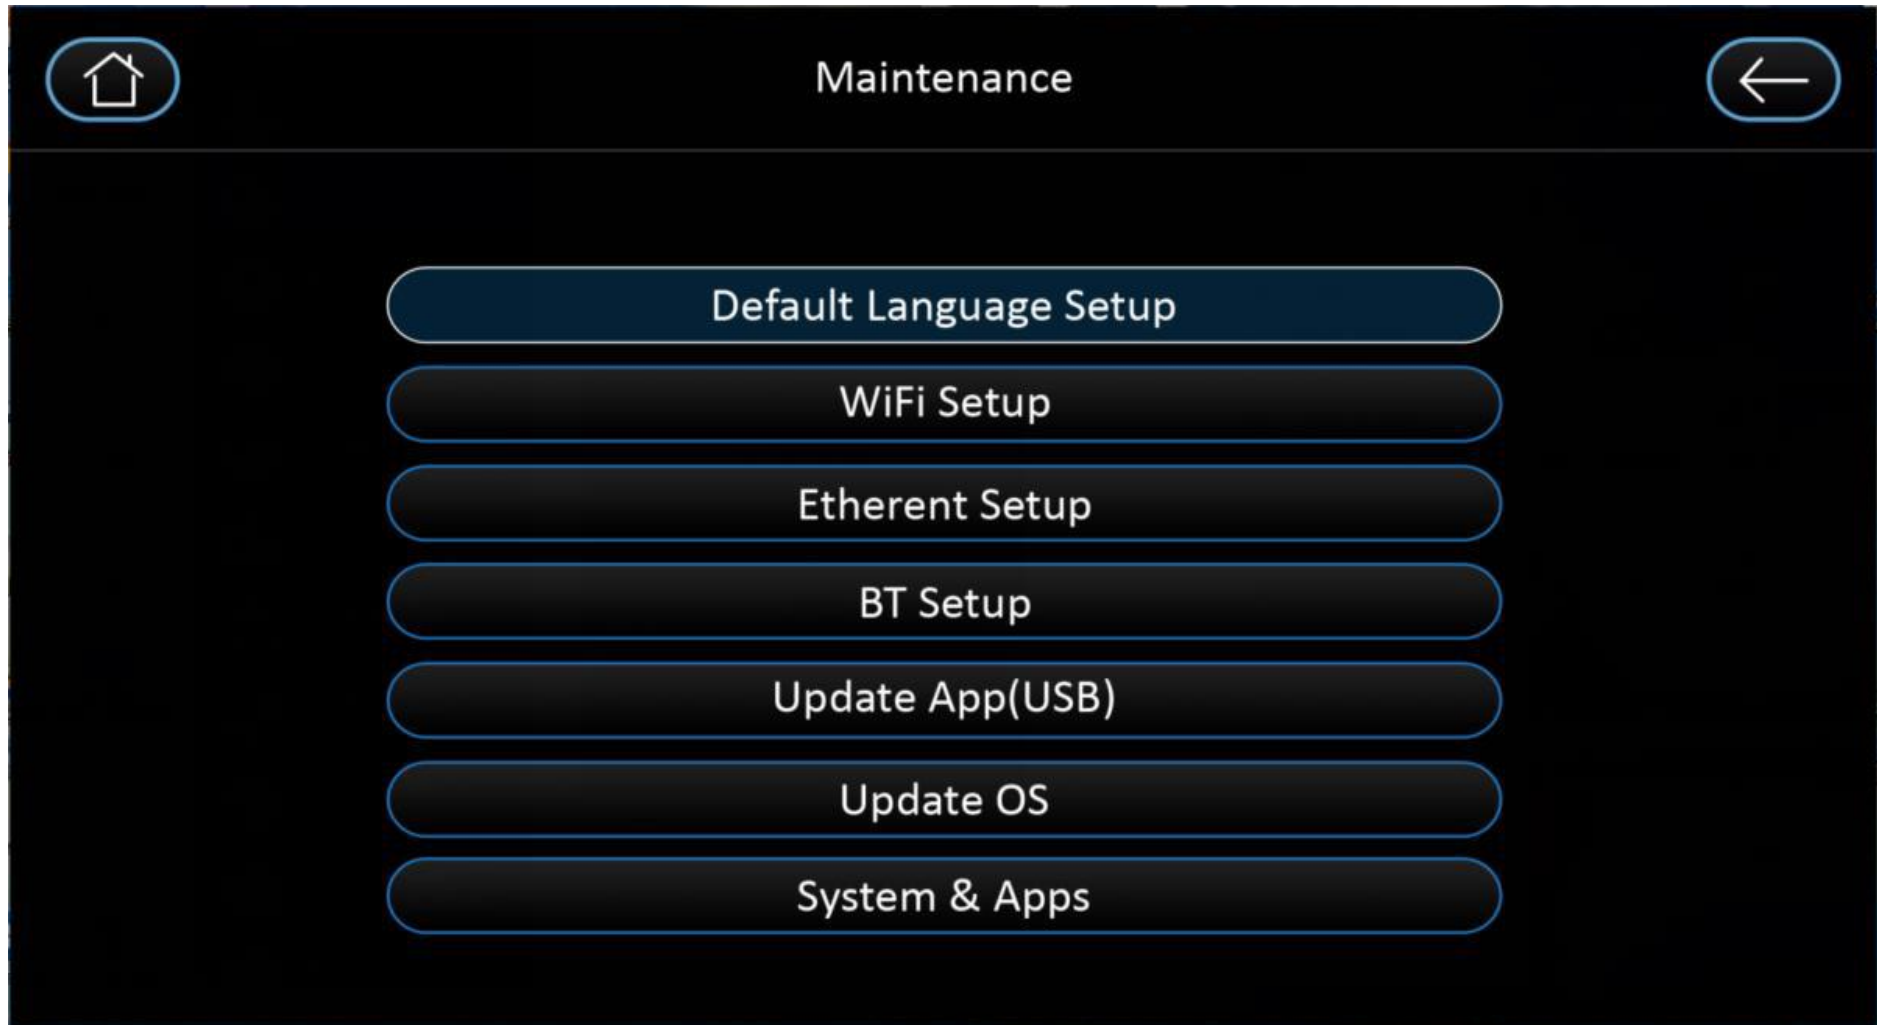 Maintenance
Default Language Setup
WiFi Setup
Etherent Setup
BT Setup
Update App(USB)
Update OS
System & Apps